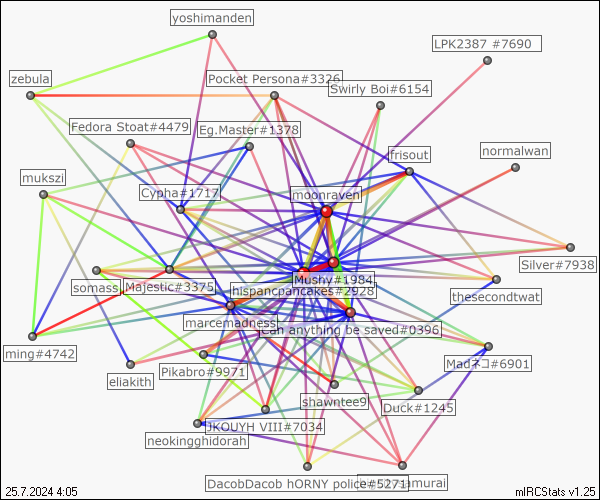 yoshimanden
LPK2387 #7690
zebula
Pocket Persona#3326
Swirly Boi#6154
Fedora Stoat#4479
Eg.Master#1378
normalwan
frisout
mukszi
Cypha#1717
moonraven
Silver#7938
somass
Majestic#3375
Mushy#1984
hispancpancakes#2928
thesecondtwat
marcemadness
Can anything be saved#0396
ming#4742
Madネコ#6901
Pikabro#9971
eliakith
shawntee9
Duck#1245
JKOUYH VIII#7034
neokingghidorah
DacobDacob hORNY police#5271
amurai
25.7.2024 4:05
mIRCStats v1.25